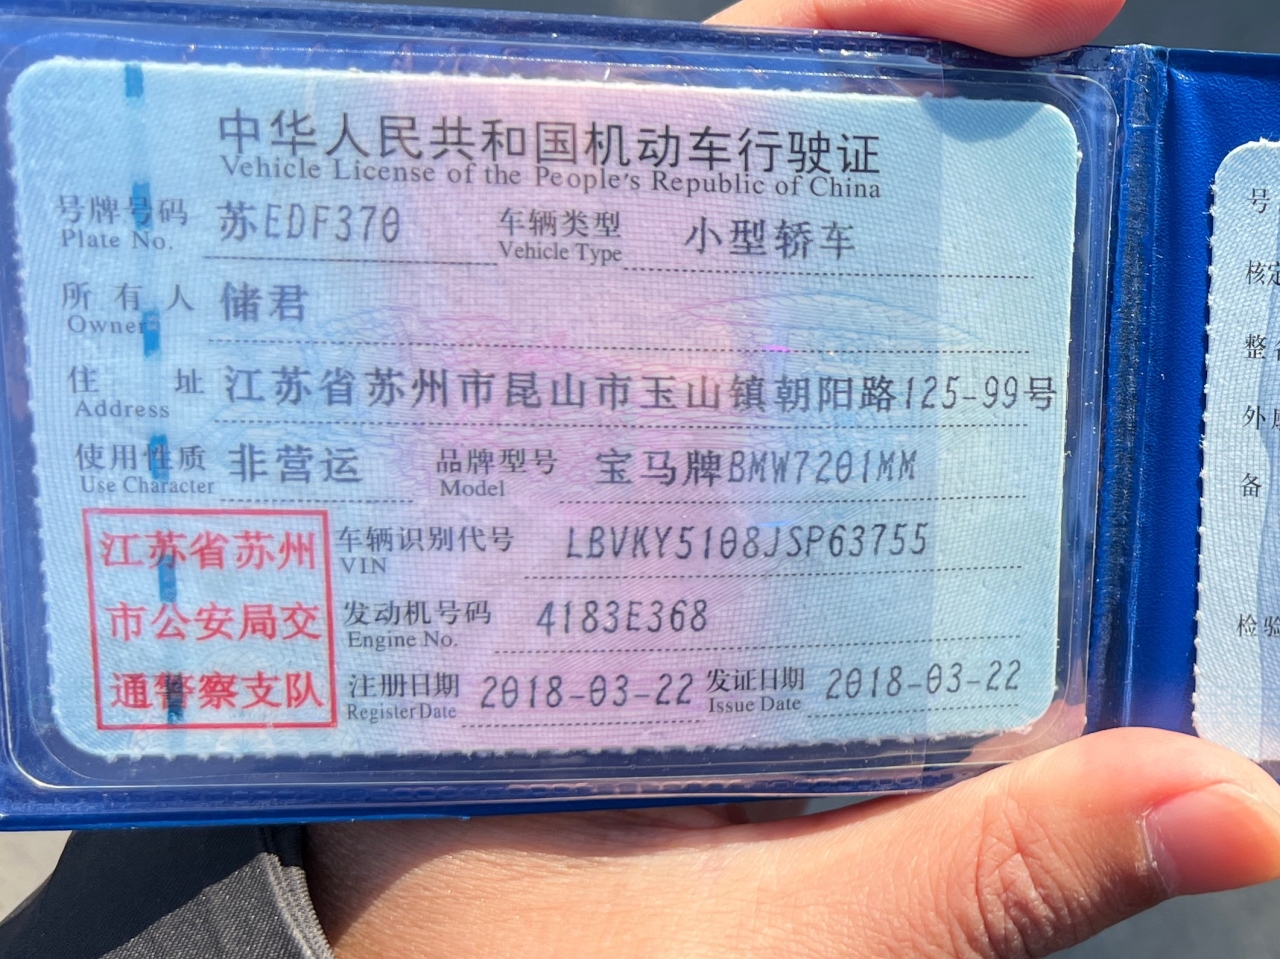 中华人民共和国机动车行驶证
Vehicle License of the People's Republic of China
号牌号码 苏EDF370 车辆类型 小型轿车
Plate No. Vehicle Type
所有人 储君
Owner
住址 江苏省苏州市昆山市玉山镇朝阳路125-99号
Address
使用性质 非营运 品牌型号 宝马牌BMW7201MM
Use Character Model
江苏省苏州
市公安局交
通警察支队
车辆识别代号 LBVKY5108JSP63755
VIN
发动机号码 4183E368
Engine No.
注册日期 2018-03-22 发证日期 2018-03-22
Register Date Issue Date
号
核定
整
外
备
检验